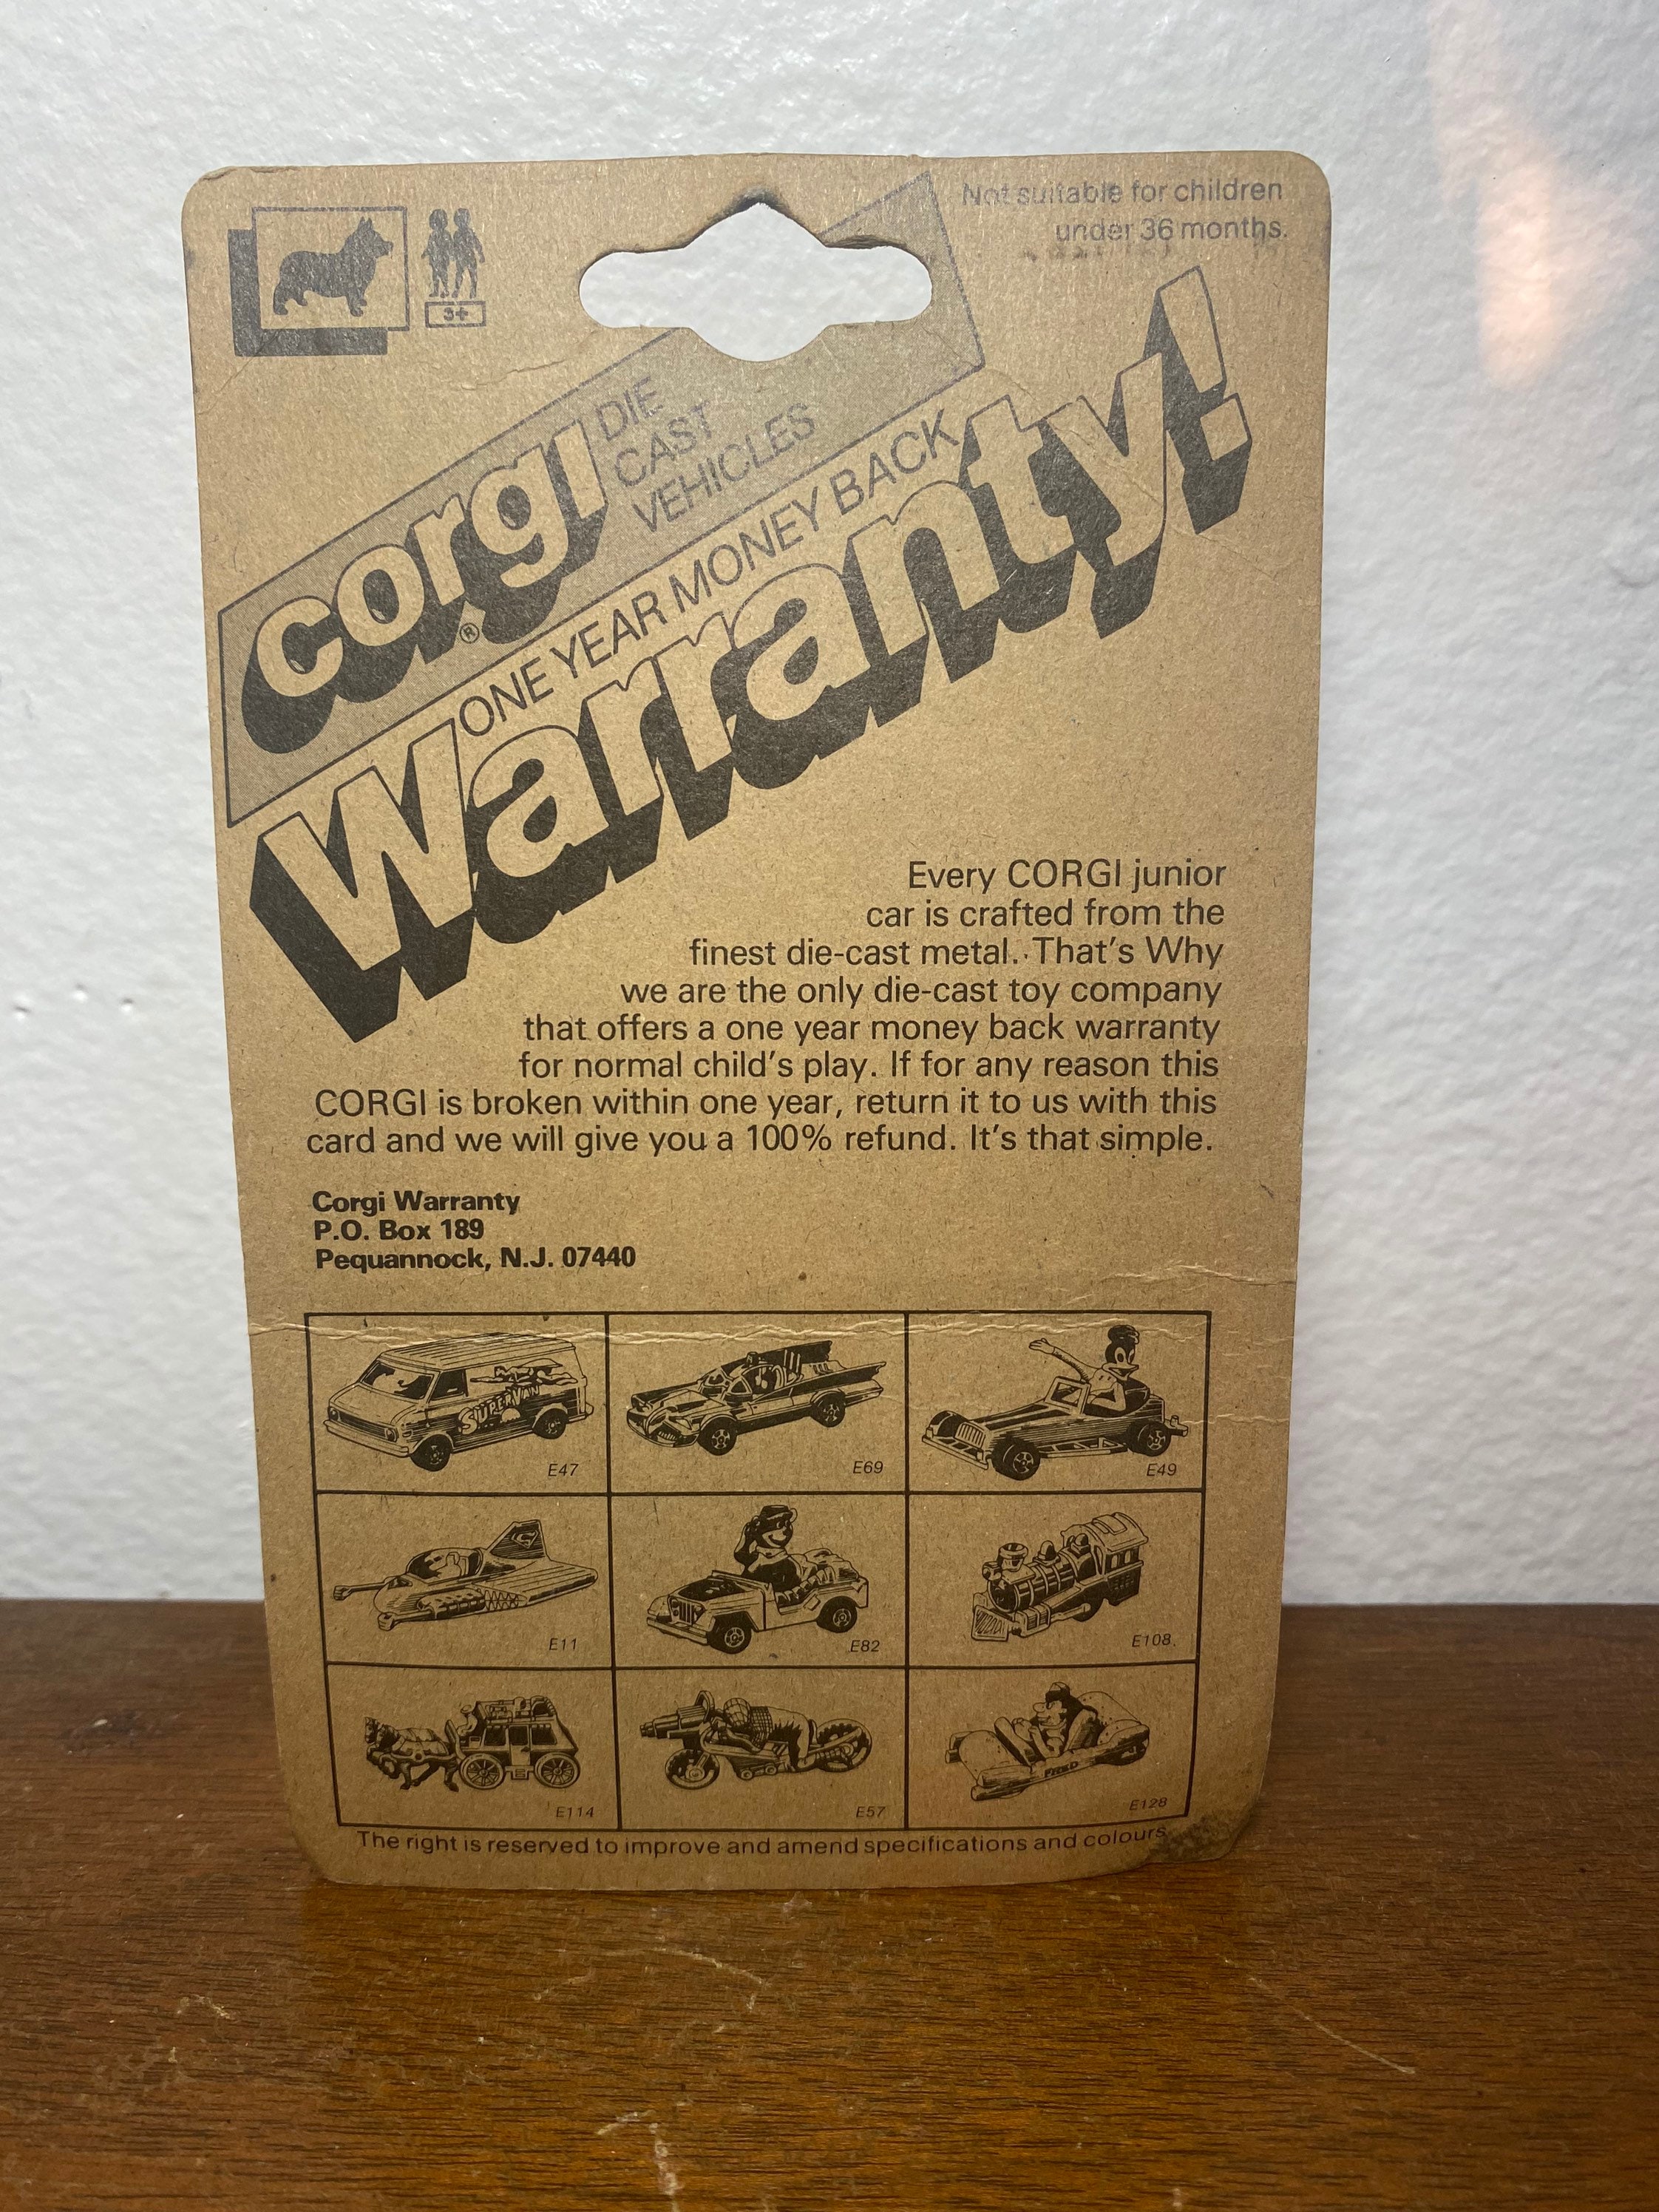 Not suitable for children
under 36 months.
3+
corgi
®
DIE
CAST
VEHICLES
ONE YEAR MONEY BACK
Warranty!
Every CORGI junior
car is crafted from the
finest die-cast metal. That's Why
we are the only die-cast toy company
that offers a one year money back warranty
for normal child's play. If for any reason this
CORGI is broken within one year, return it to us with this
card and we will give you a 100% refund. It's that simple.
Corgi Warranty
P.O. Box 189
Pequannock, N.J. 07440
SUPERVAN
E47
E69
E49
E11
E82
E108
E114
E57
FRED
E128
The right is reserved to improve and amend specifications and colours